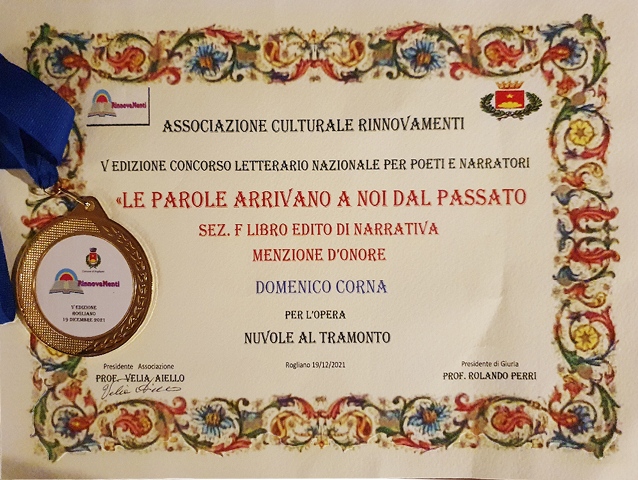 RinnovaMenti
ASSOCIAZIONE CULTURALE RINNOVAMENTI
V EDIZIONE CONCORSO LETTERARIO NAZIONALE PER POETI E NARRATORI
«LE PAROLE ARRIVANO A NOI DAL PASSATO
SEZ. F LIBRO EDITO DI NARRATIVA
MENZIONE D'ONORE
DOMENICO CORNA
PER L'OPERA
NUVOLE AL TRAMONTO
Presidente Associazione
PROF. VELIA AIELLO
Velia Aiello
Rogliano 19/12/2021
Presidente di Giuria
PROF. ROLANDO PERRI
RinnovaMenti
V EDIZIONE
ROGLIANO
19 DICEMBRE 2021